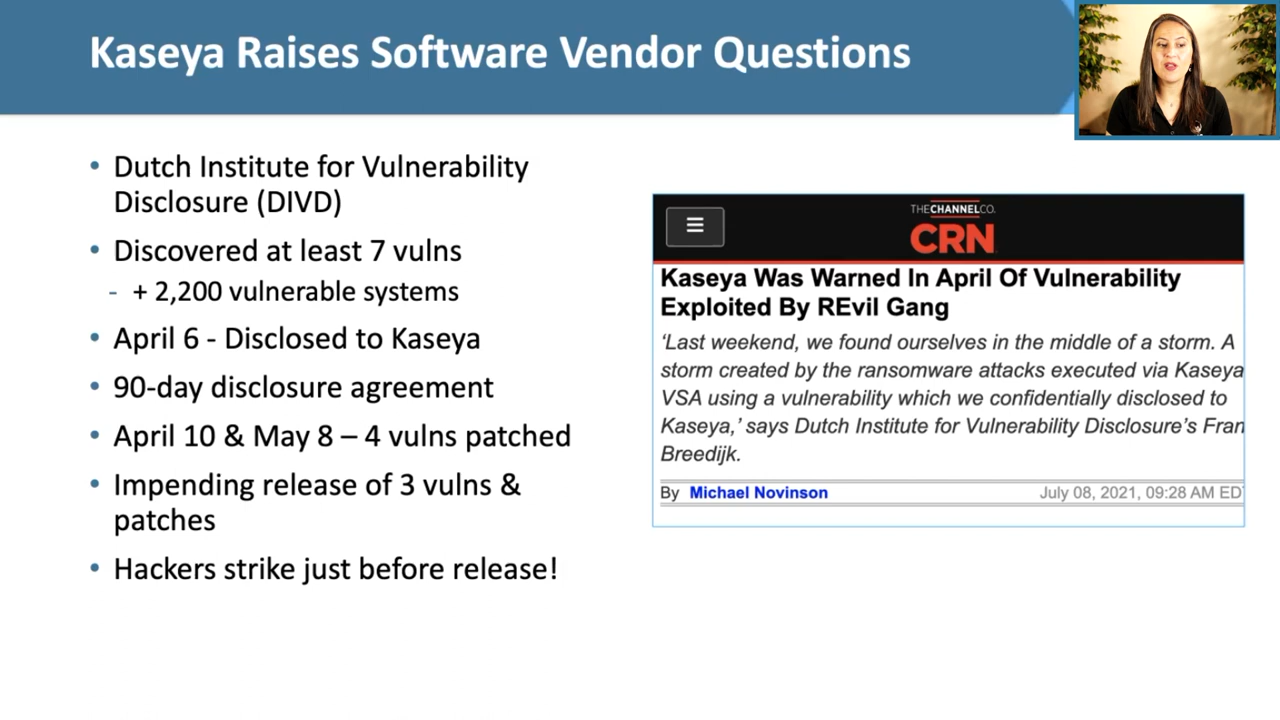 Kaseya Raises Software Vendor Questions
• Dutch Institute for Vulnerability
Disclosure (DIVD)
• Discovered at least 7 vulns
- + 2,200 vulnerable systems
• April 6 - Disclosed to Kaseya
• 90-day disclosure agreement
• April 10 & May 8 – 4 vulns patched
• Impending release of 3 vulns &
patches
• Hackers strike just before release!
THECHANNELCO.
CRN
Kaseya Was Warned In April Of Vulnerability
Exploited By REvil Gang
‘Last weekend, we found ourselves in the middle of a storm. A
storm created by the ransomware attacks executed via Kaseya
VSA using a vulnerability which we confidentially disclosed to
Kaseya,’ says Dutch Institute for Vulnerability Disclosure’s Fran
Breedijk.
By Michael Novinson
July 08, 2021, 09:28 AM ED